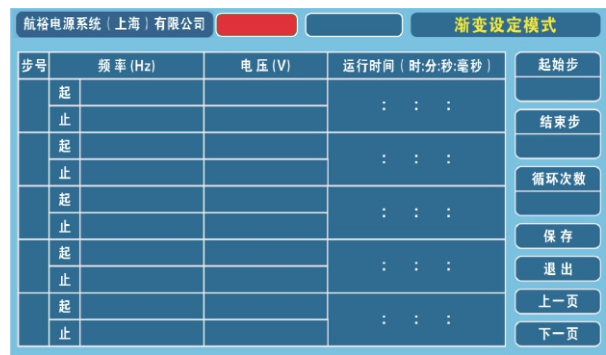 航裕电源系统（上海）有限公司
渐变设定模式
步号 频率(Hz) 电压(V) 运行时间（时:分:秒:毫秒）
起 : : :
止
起 : : :
止
起 : : :
止
起 : : :
止
起 : : :
止
起始步
结束步
循环次数
保存
退出
上一页
下一页